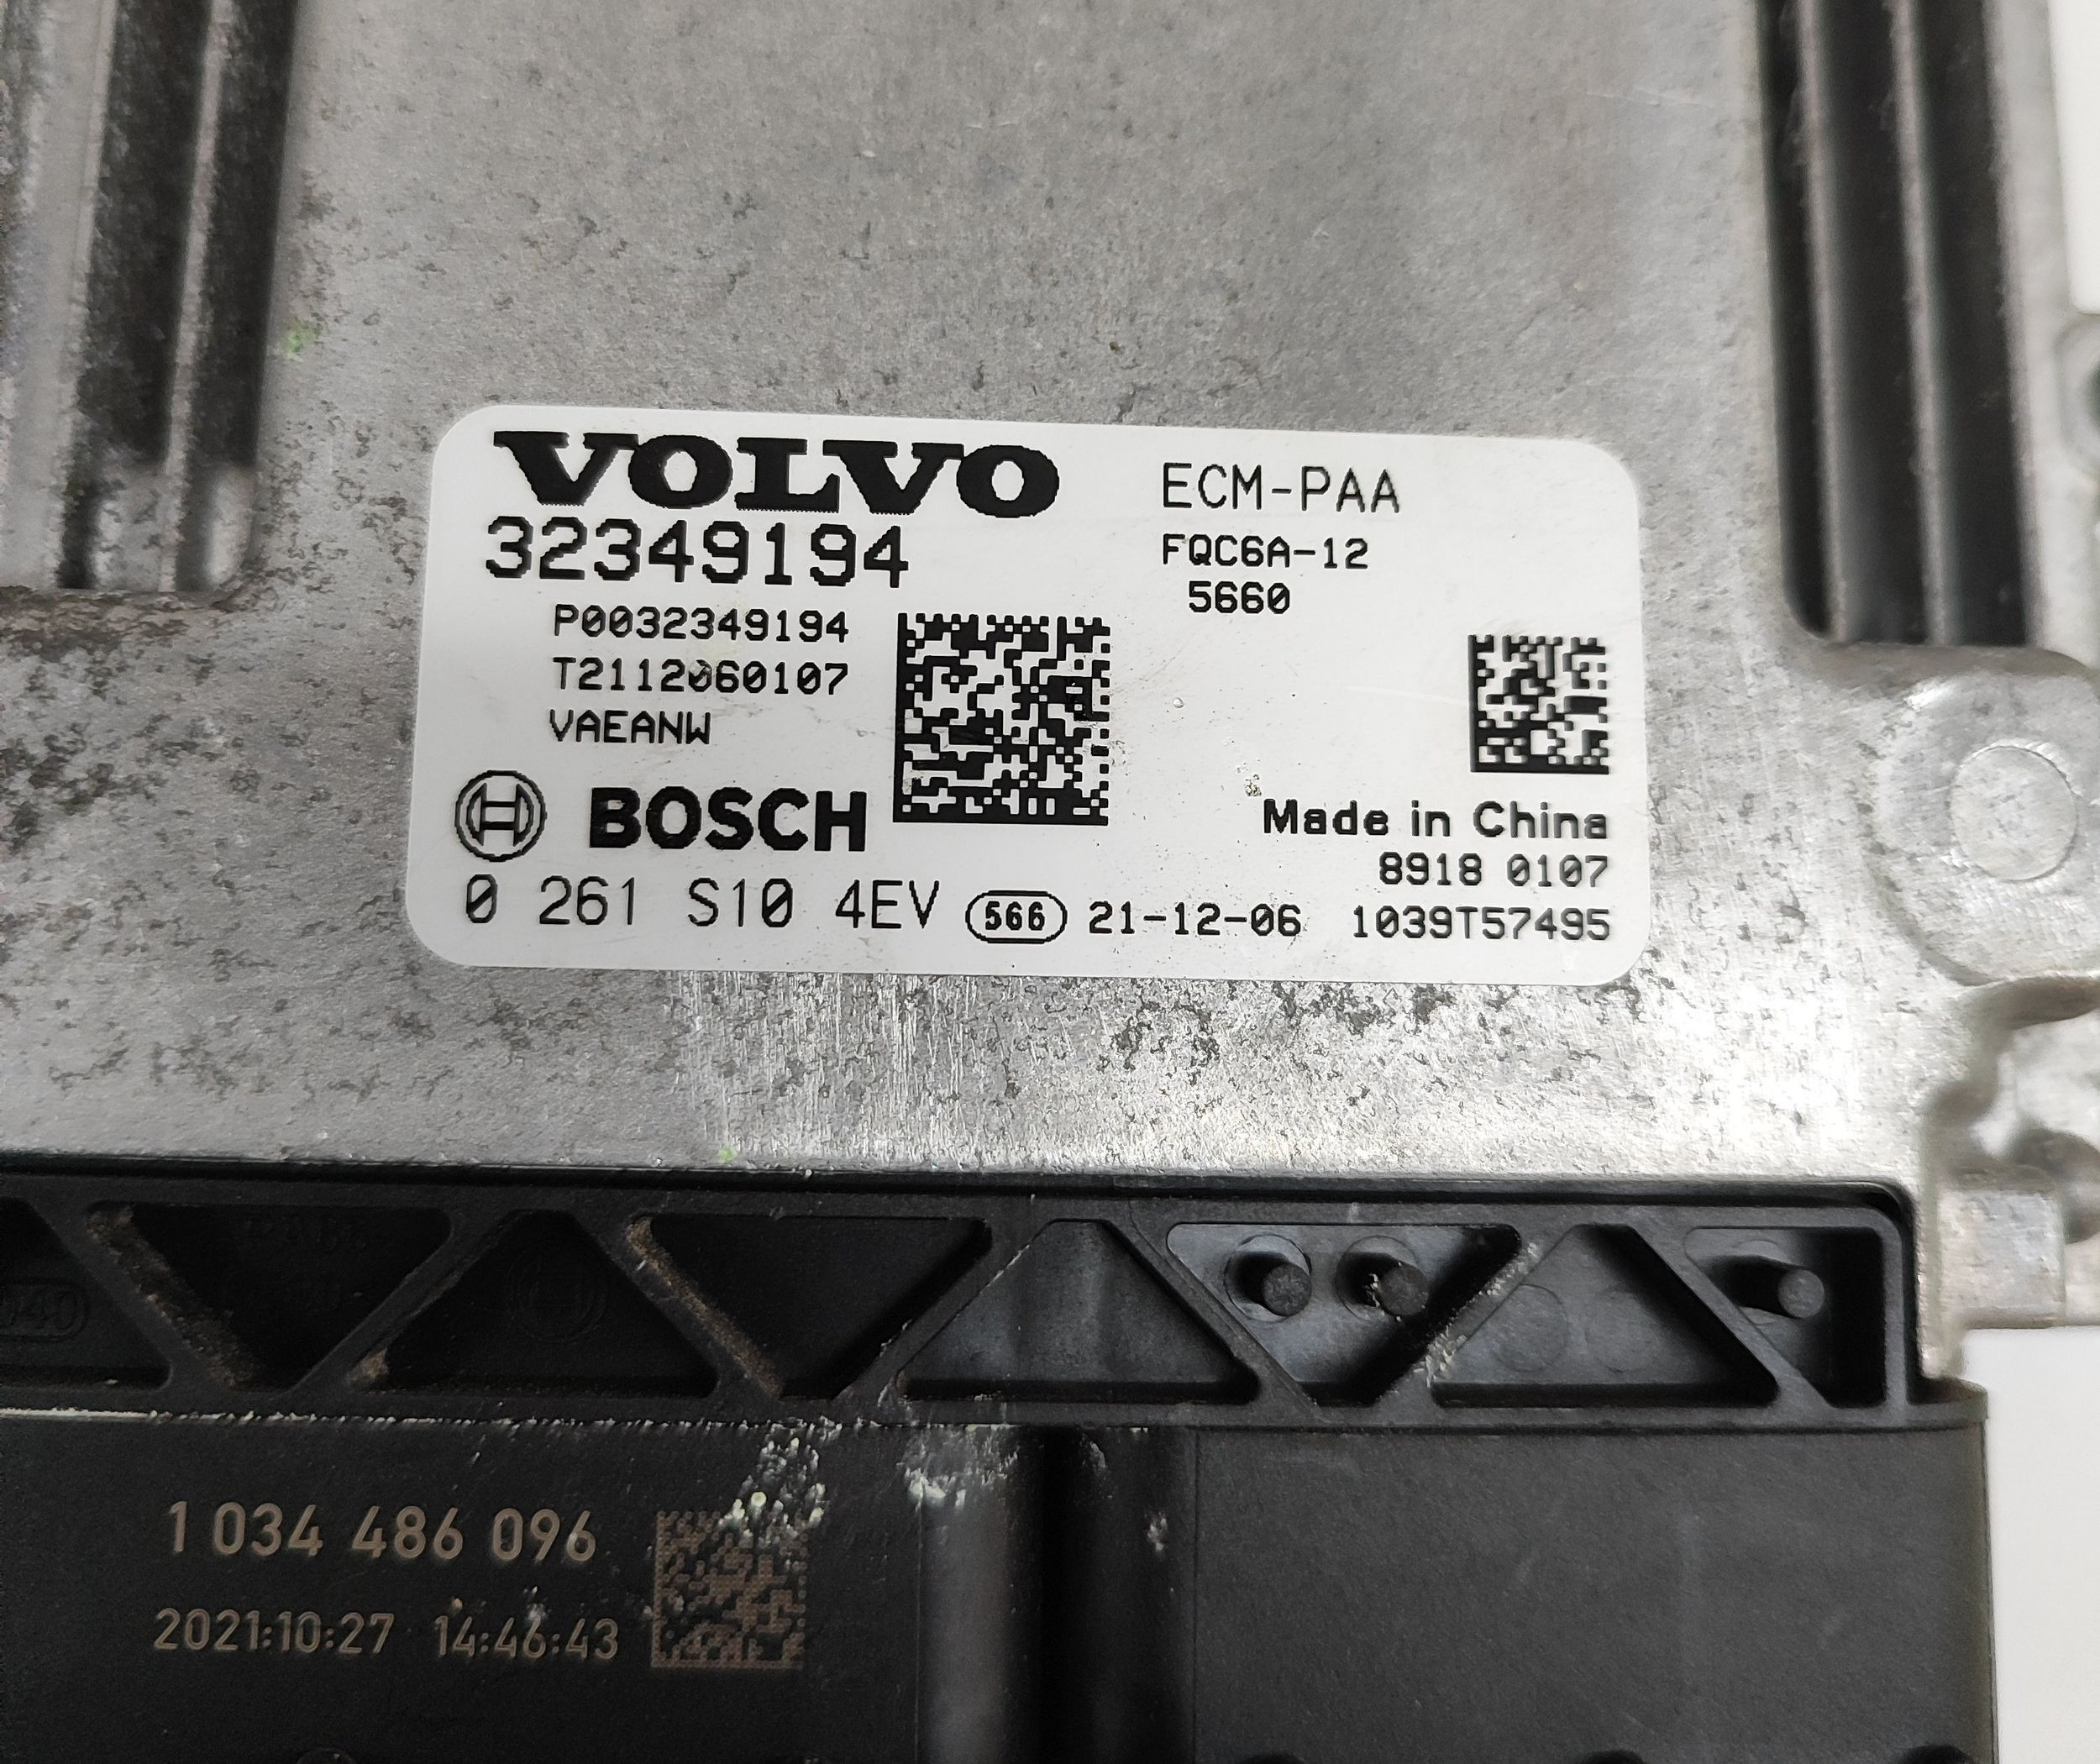 VOLVO
32349194
P0032349194
T2112060107
VAEANW
ECM-PAA
FQC6A-12
5660
BOSCH
Made in China
8918 0107
0 261 S10 4EV 566 21-12-06 1039T57495
1 034 486 096
2021:10:27 14:46:43